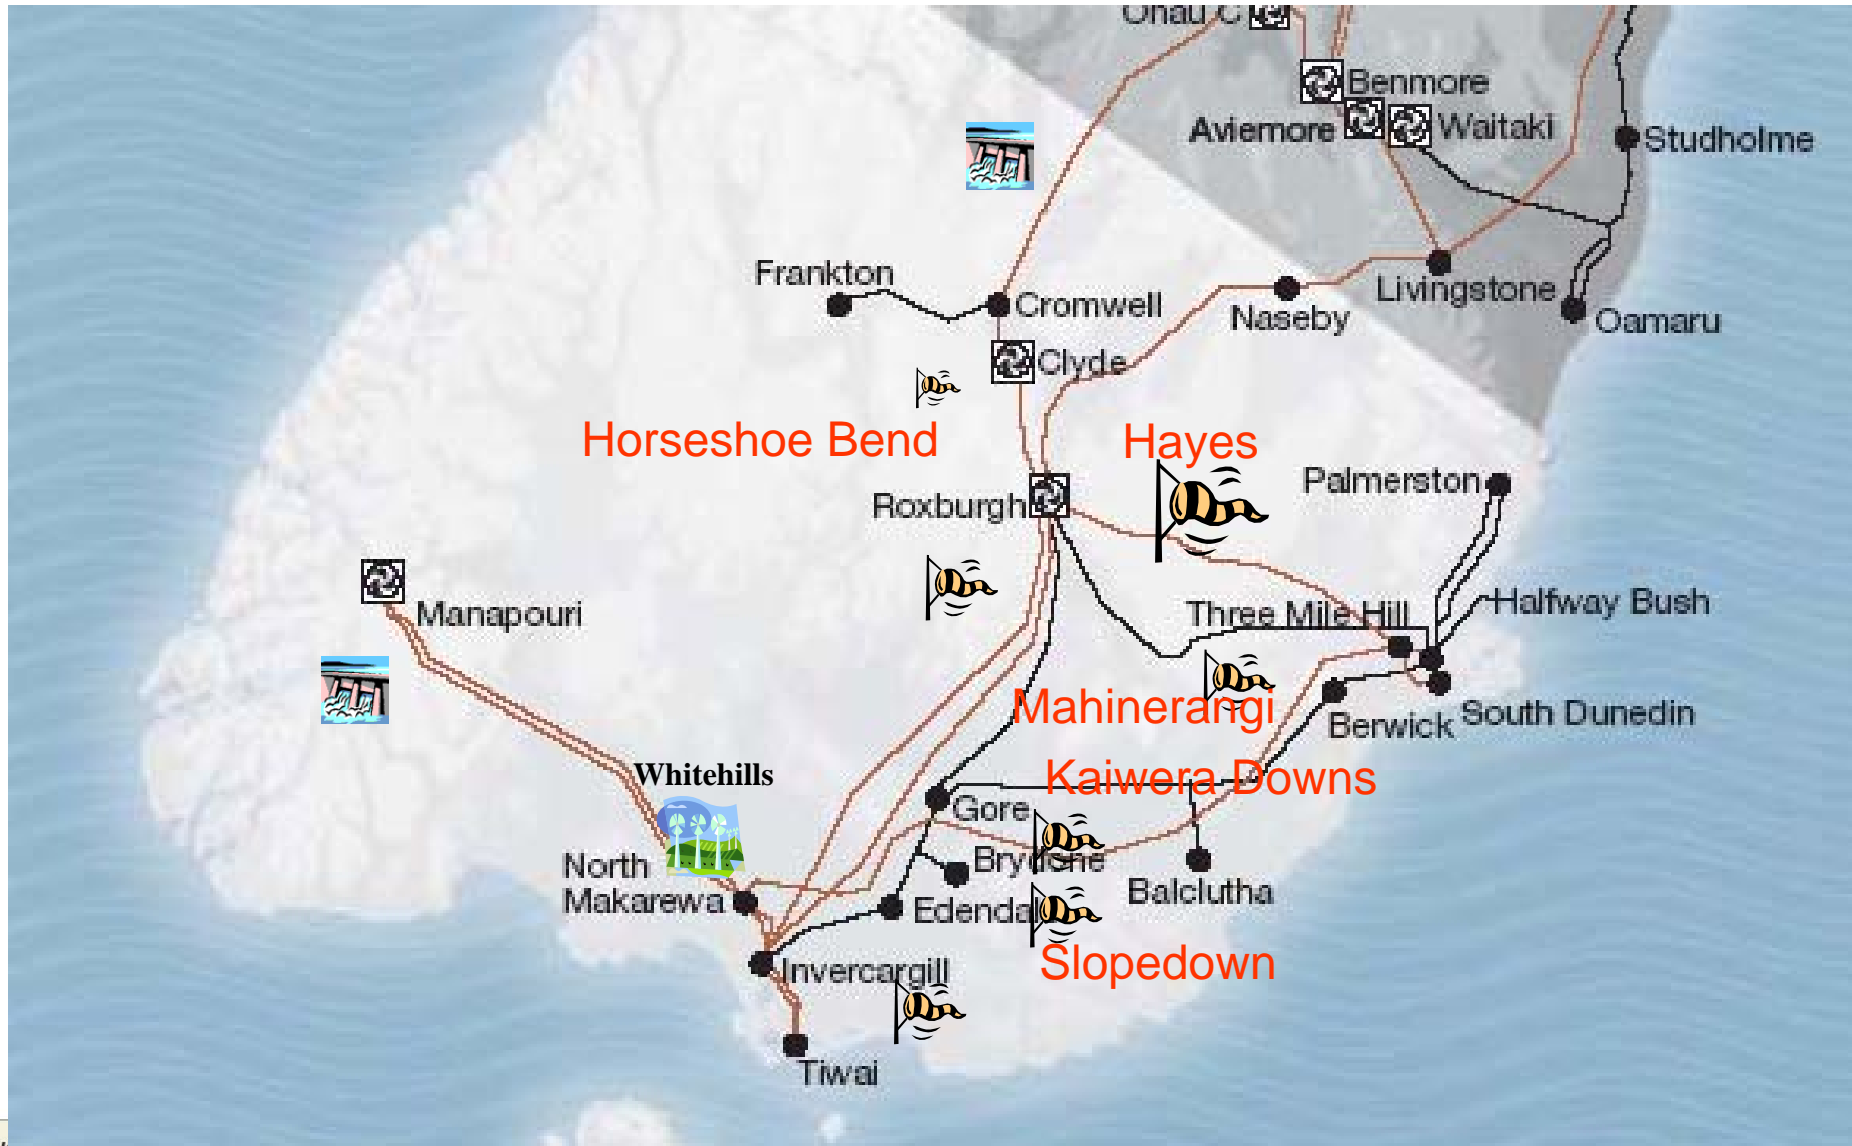 Ohau C
Benmore
Aviemore
Waitaki
Studholme
Frankton
Cromwell
Livingstone
Naseby
Oamaru
Clyde
Horseshoe Bend
Hayes
Palmerston
Roxburgh
Manapouri
Three Mile Hill
Halfway Bush
Mahinerangi
South Dunedin
Berwick
Whitehills
Kaiwera Downs
Gore
North
Makarewa
Brydone
Balclutha
Edendale
Slopedown
Invercargill
Tiwai